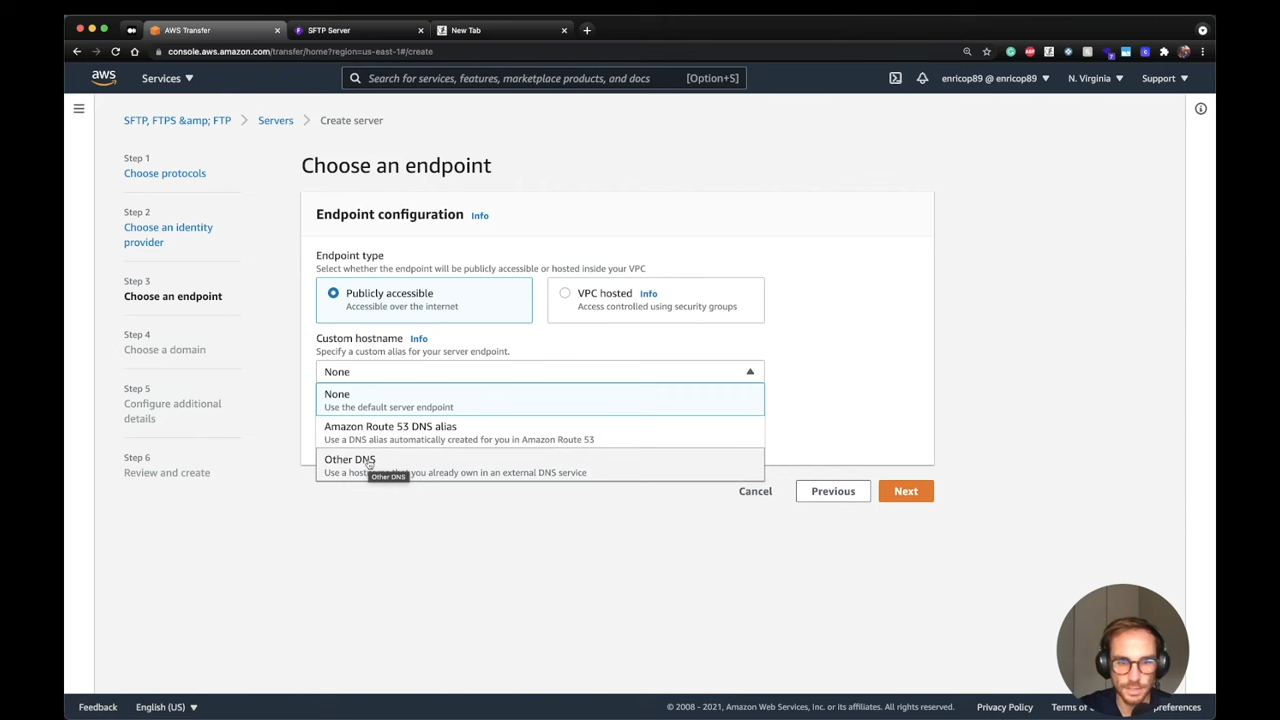 AWS Transfer
SFTP Server
New Tab
console.aws.amazon.com/transfer/home?region=us-east-1#/create
aws
Services
Search for services, features, marketplace products, and docs
[Option+S]
enricop89 @ enricop89
N. Virginia
Support
SFTP, FTPS &amp; FTP
Servers
Create server
Step 1
Choose protocols
Step 2
Choose an identity
provider
Step 3
Choose an endpoint
Step 4
Choose a domain
Step 5
Configure additional
details
Step 6
Review and create
Choose an endpoint
Endpoint configuration Info
Endpoint type
Select whether the endpoint will be publicly accessible or hosted inside your VPC
Publicly accessible
Accessible over the internet
VPC hosted Info
Access controlled using security groups
Custom hostname Info
Specify a custom alias for your server endpoint.
None
None
Use the default server endpoint
Amazon Route 53 DNS alias
Use a DNS alias automatically created for you in Amazon Route 53
Other DNS
Use a you already own in an external DNS service
Other DNS
Cancel
Previous
Next
Feedback
English (US)
© 2008 - 2021, Amazon Web Services, Inc. or its affiliates. All rights reserved.
Privacy Policy
Terms of
preferences